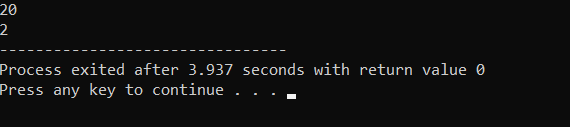 20
2
--------------------------------
Process exited after 3.937 seconds with return value 0
Press any key to continue . . .